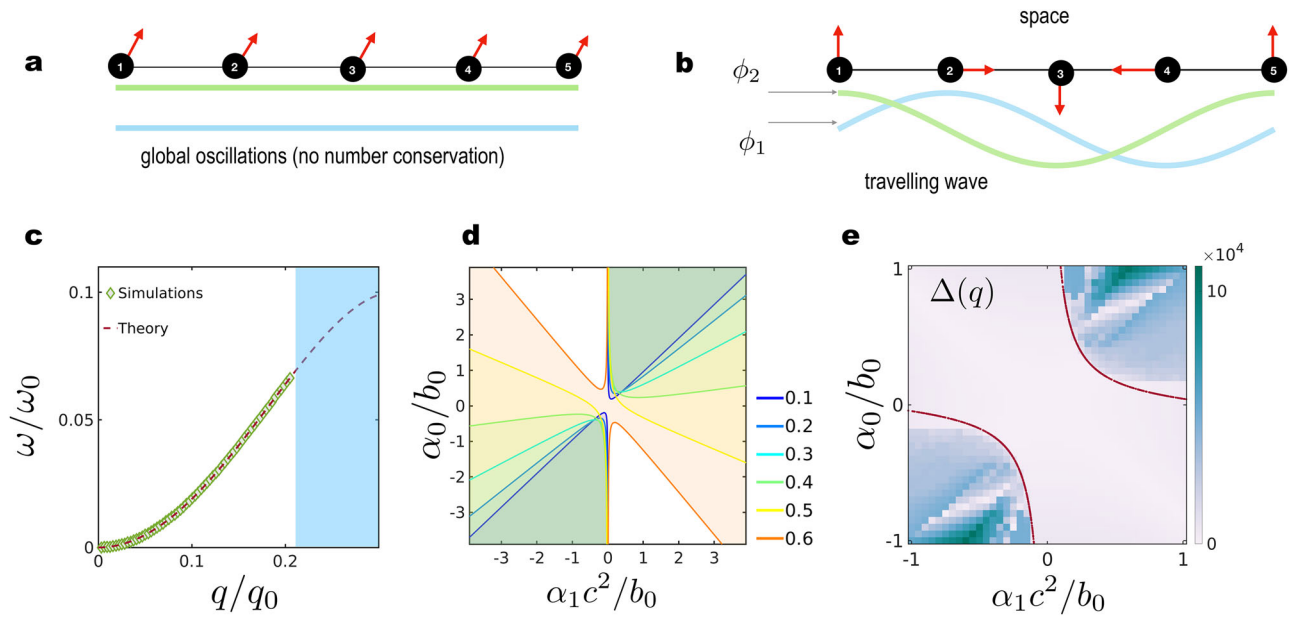 a
1 2 3 4 5
global oscillations (no number conservation)
b
space
1 2 3 4 5
ϕ₂
ϕ₁
travelling wave
c
0.1
0.05
0
ω/ω₀
Simulations
Theory
0 0.1 0.2
q/q₀
d
3
2
1
0
-1
-2
-3
α₀/b₀
-3 -2 -1 0 1 2 3
α₁c²/b₀
0.1
0.2
0.3
0.4
0.5
0.6
e
Δ(q)
1
0
-1
α₀/b₀
-1 0 1
α₁c²/b₀
×10⁴
10
0